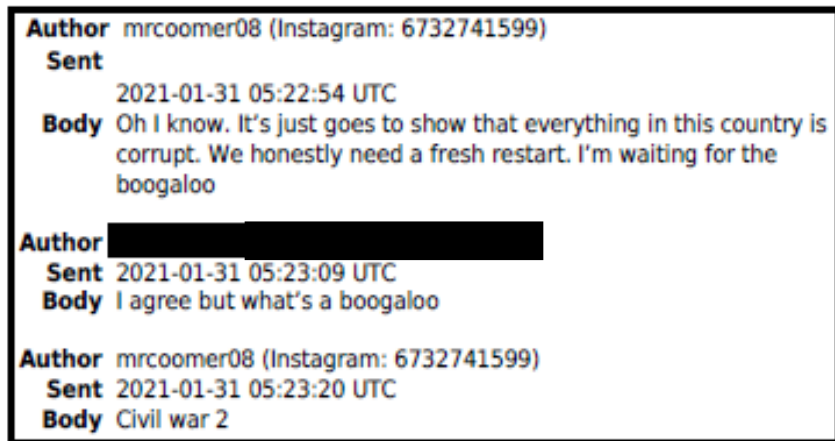 Author mrcoomer08 (Instagram: 6732741599)
Sent
2021-01-31 05:22:54 UTC
Body Oh I know. It's just goes to show that everything in this country is
corrupt. We honestly need a fresh restart. I'm waiting for the
boogaloo
Author
Sent 2021-01-31 05:23:09 UTC
Body I agree but what's a boogaloo
Author mrcoomer08 (Instagram: 6732741599)
Sent 2021-01-31 05:23:20 UTC
Body Civil war 2